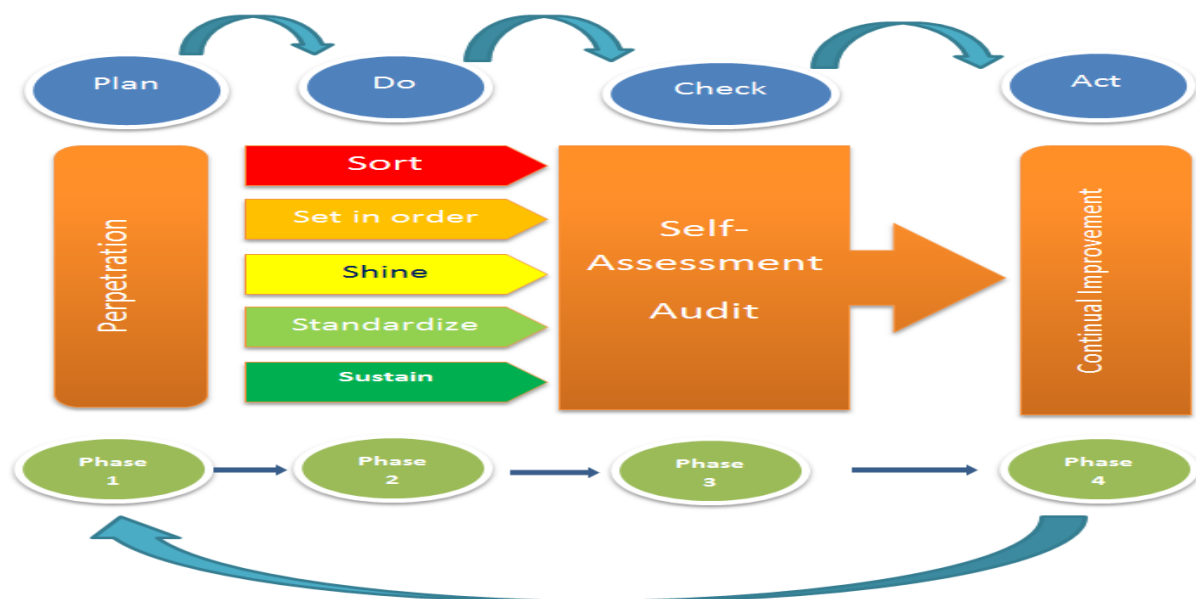 Plan
Do
Check
Act
Perpetration
Sort
Set in order
Shine
Standardize
Sustain
Self-
Assessment
Audit
Continual Improvement
Phase
1
Phase
2
Phase
3
Phase
4